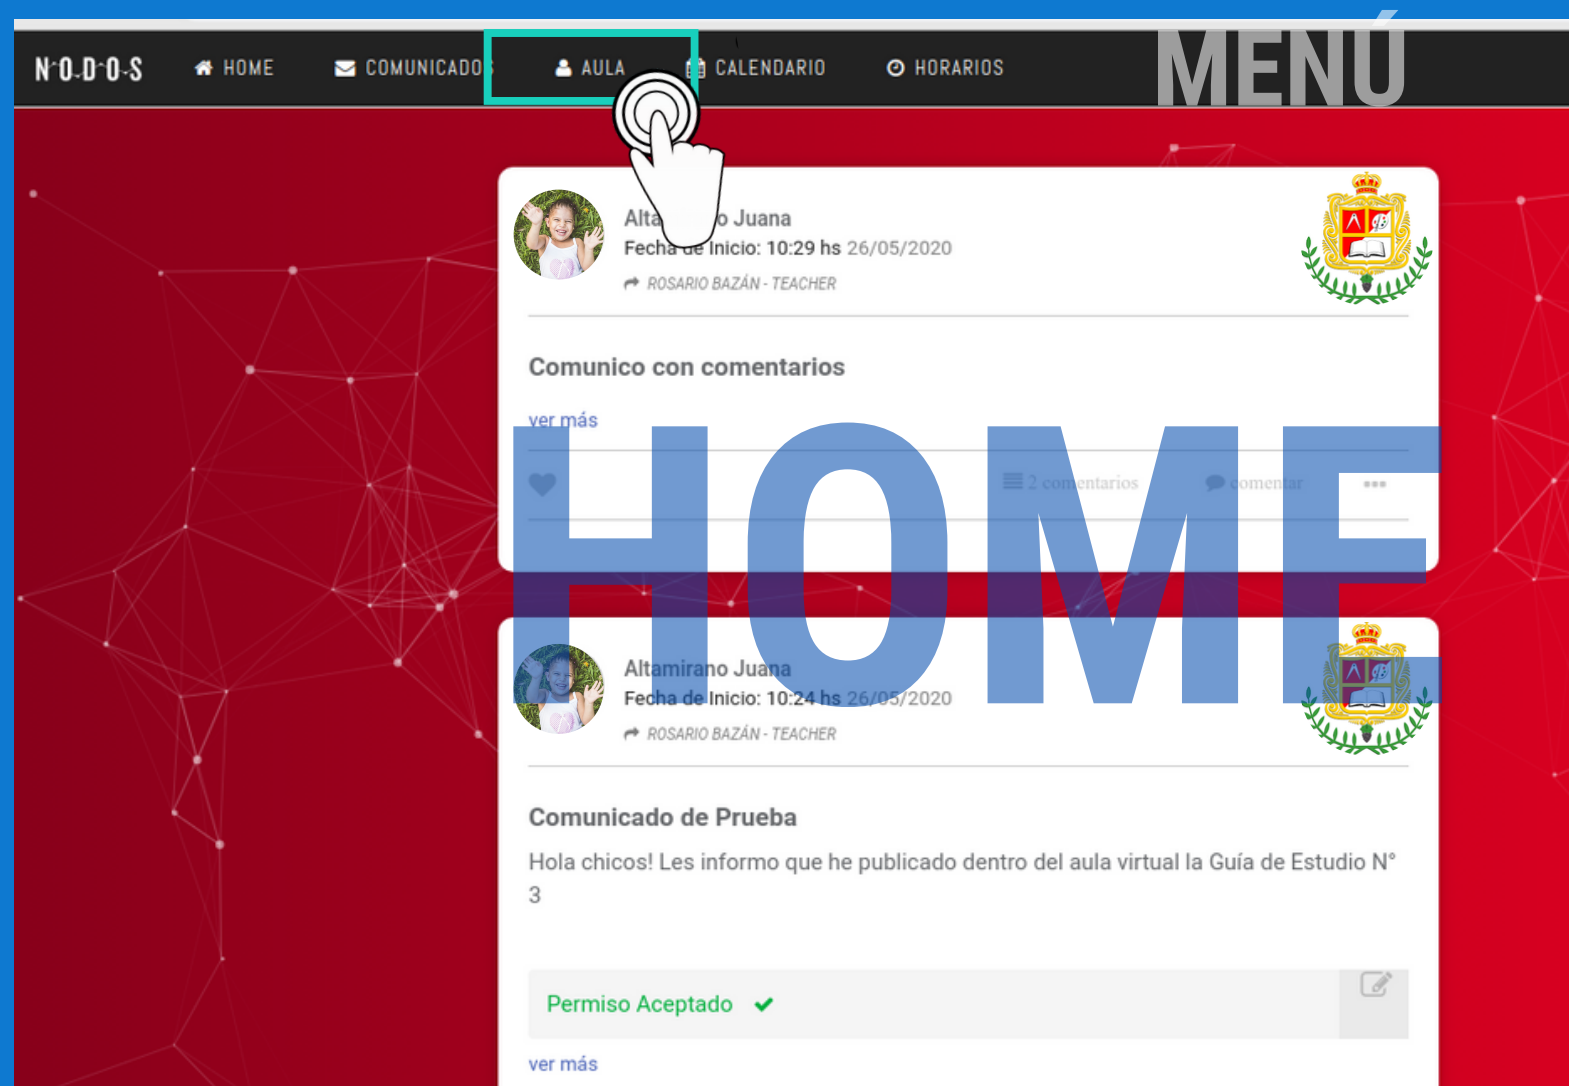 MENÚ
N-O-D-O-S HOME COMUNICADOS AULA CALENDARIO HORARIOS
Altamirano Juana
Fecha de Inicio: 10:29 hs 26/05/2020
ROSARIO BAZÁN - TEACHER
Comunico con comentarios
ver más
HOME
2 comentarios comentar
Altamirano Juana
Fecha de Inicio: 10:24 hs 26/05/2020
ROSARIO BAZÁN - TEACHER
Comunicado de Prueba
Hola chicos! Les informo que he publicado dentro del aula virtual la Guía de Estudio N°
3
Permiso Aceptado
ver más